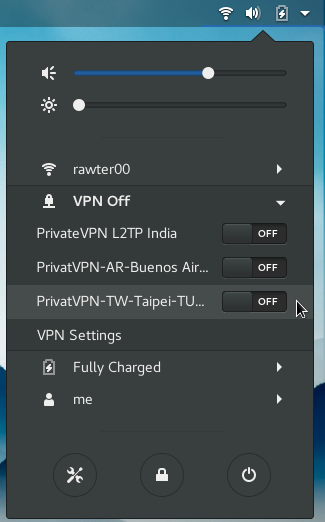 rawter00
VPN Off
PrivateVPN L2TP India
OFF
PrivatVPN-AR-Buenos Air...
OFF
PrivatVPN-TW-Taipei-TU...
OFF
VPN Settings
Fully Charged
me